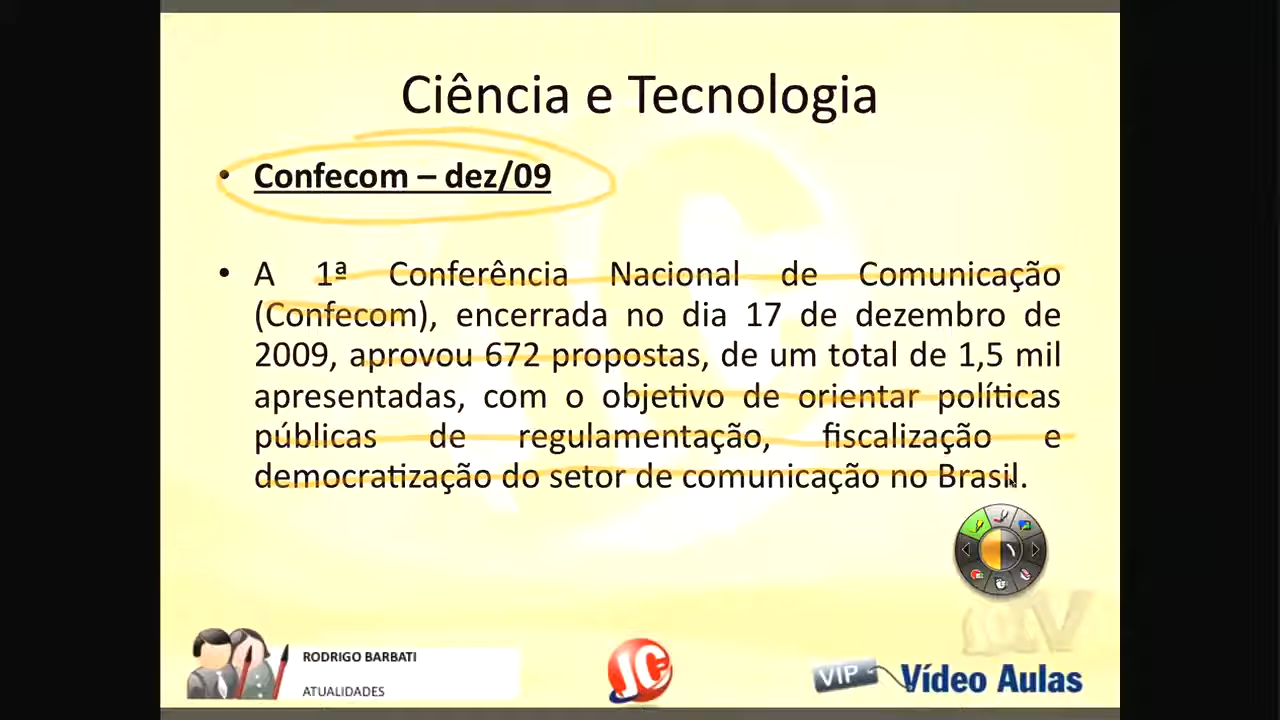 Ciência e Tecnologia
• Confecom – dez/09
• A 1ª Conferência Nacional de Comunicação
(Confecom), encerrada no dia 17 de dezembro de
2009, aprovou 672 propostas, de um total de 1,5 mil
apresentadas, com o objetivo de orientar políticas
públicas de regulamentação, fiscalização e
democratização do setor de comunicação no Brasil.
RODRIGO BARBATI
ATUALIDADES
JC
VIP
Vídeo Aulas